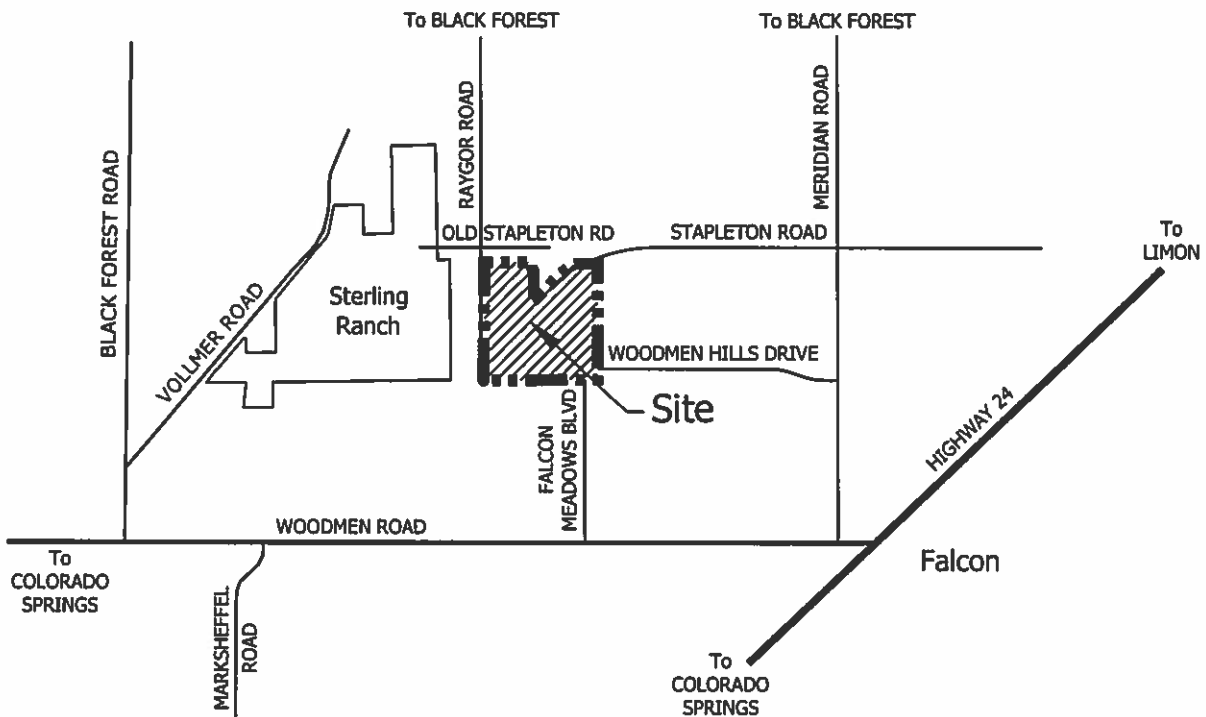 To BLACK FOREST
To BLACK FOREST
BLACK FOREST ROAD
RAYGOR ROAD
MERIDIAN ROAD
OLD STAPLETON RD
STAPLETON ROAD
To
LIMON
VOLLMER ROAD
Sterling
Ranch
WOODMEN HILLS DRIVE
Site
HIGHWAY 24
FALCON
MEADOWS BLVD
WOODMEN ROAD
To
COLORADO
SPRINGS
Falcon
MARKSHEFFEL
ROAD
To
COLORADO
SPRINGS